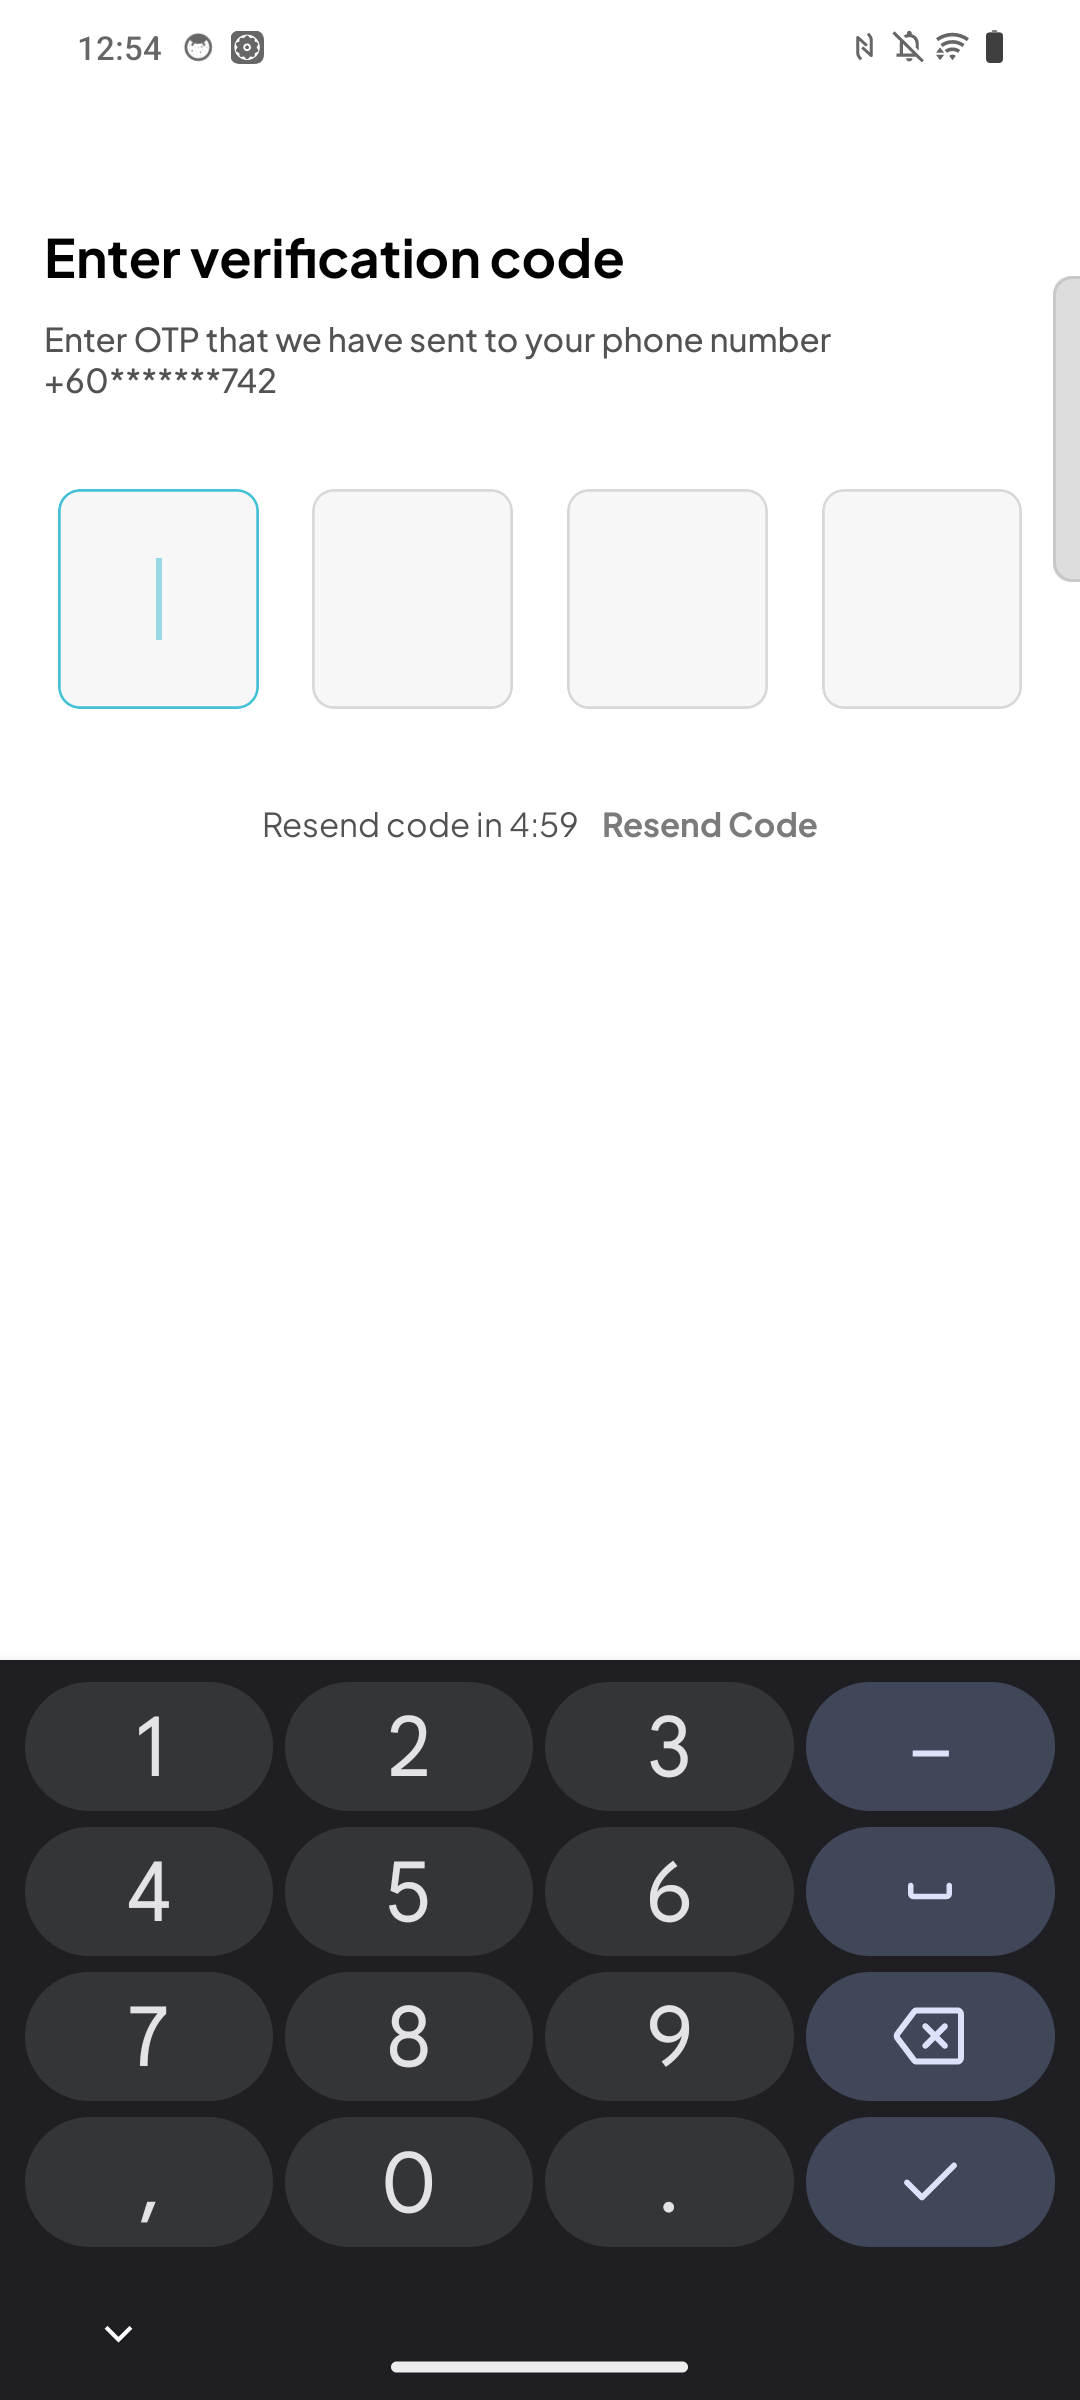 12:54
Enter verification code
Enter OTP that we have sent to your phone number
+60*******742
Resend code in 4:59 Resend Code
1 2 3 –
4 5 6
7 8 9
, 0 .